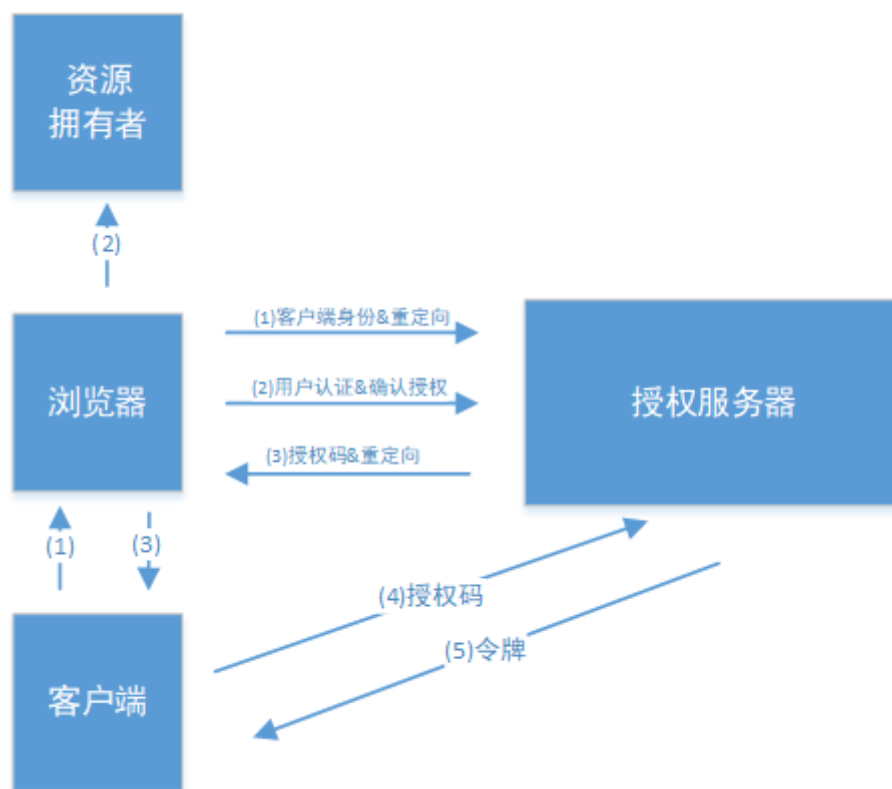 资源
拥有者
(2)
(1)客户端身份&重定向
浏览器
(2)用户认证&确认授权
授权服务器
(3)授权码&重定向
(1)
(3)
(4)授权码
(5)令牌
客户端